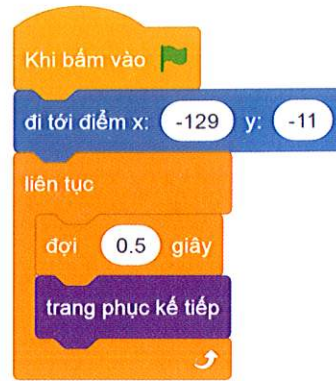 Khi bấm vào
đi tới điểm x: -129 y: -11
liên tục
đợi 0.5 giây
trang phục kế tiếp